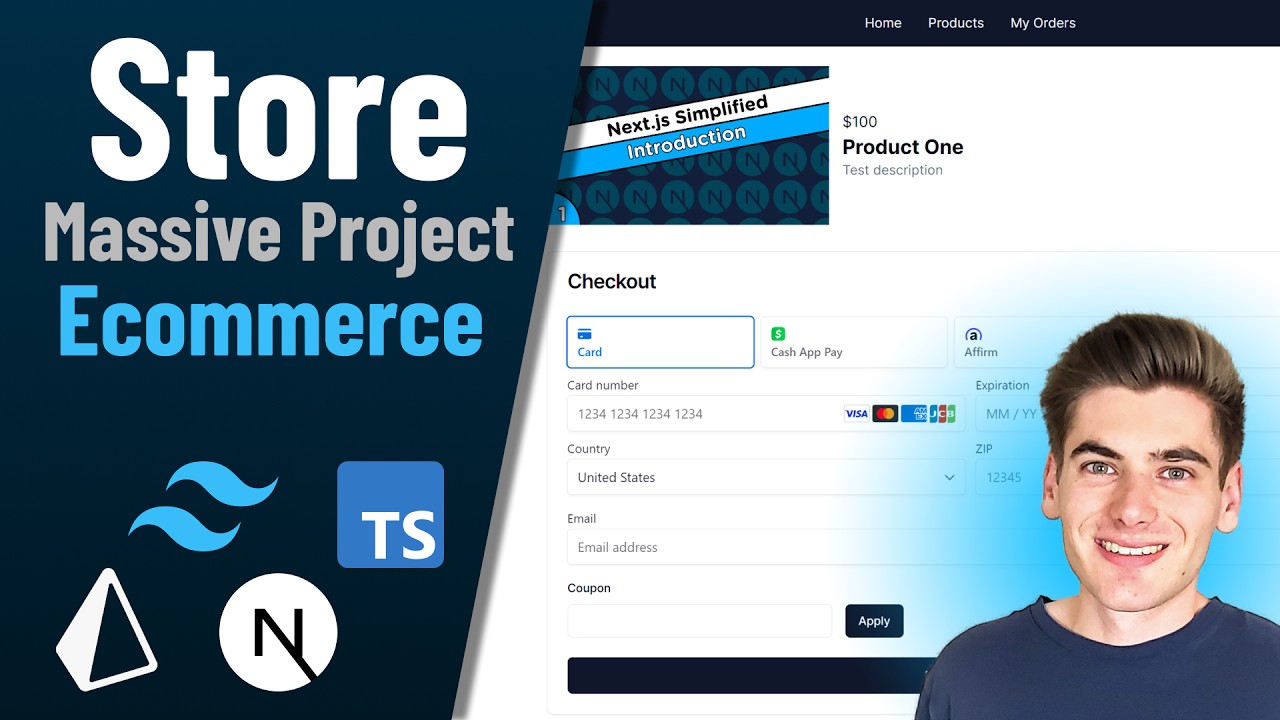 Store
Massive Project
Ecommerce
TS
Home Products My Orders
Next.js Simplified
Introduction
1
$100
Product One
Test description
Checkout
Card
Cash App Pay
Affirm
Card number
Expiration
1234 1234 1234 1234
VISA
AMEX
JCB
MM / YY
Country
ZIP
United States
12345
Email
Email address
Coupon
Apply